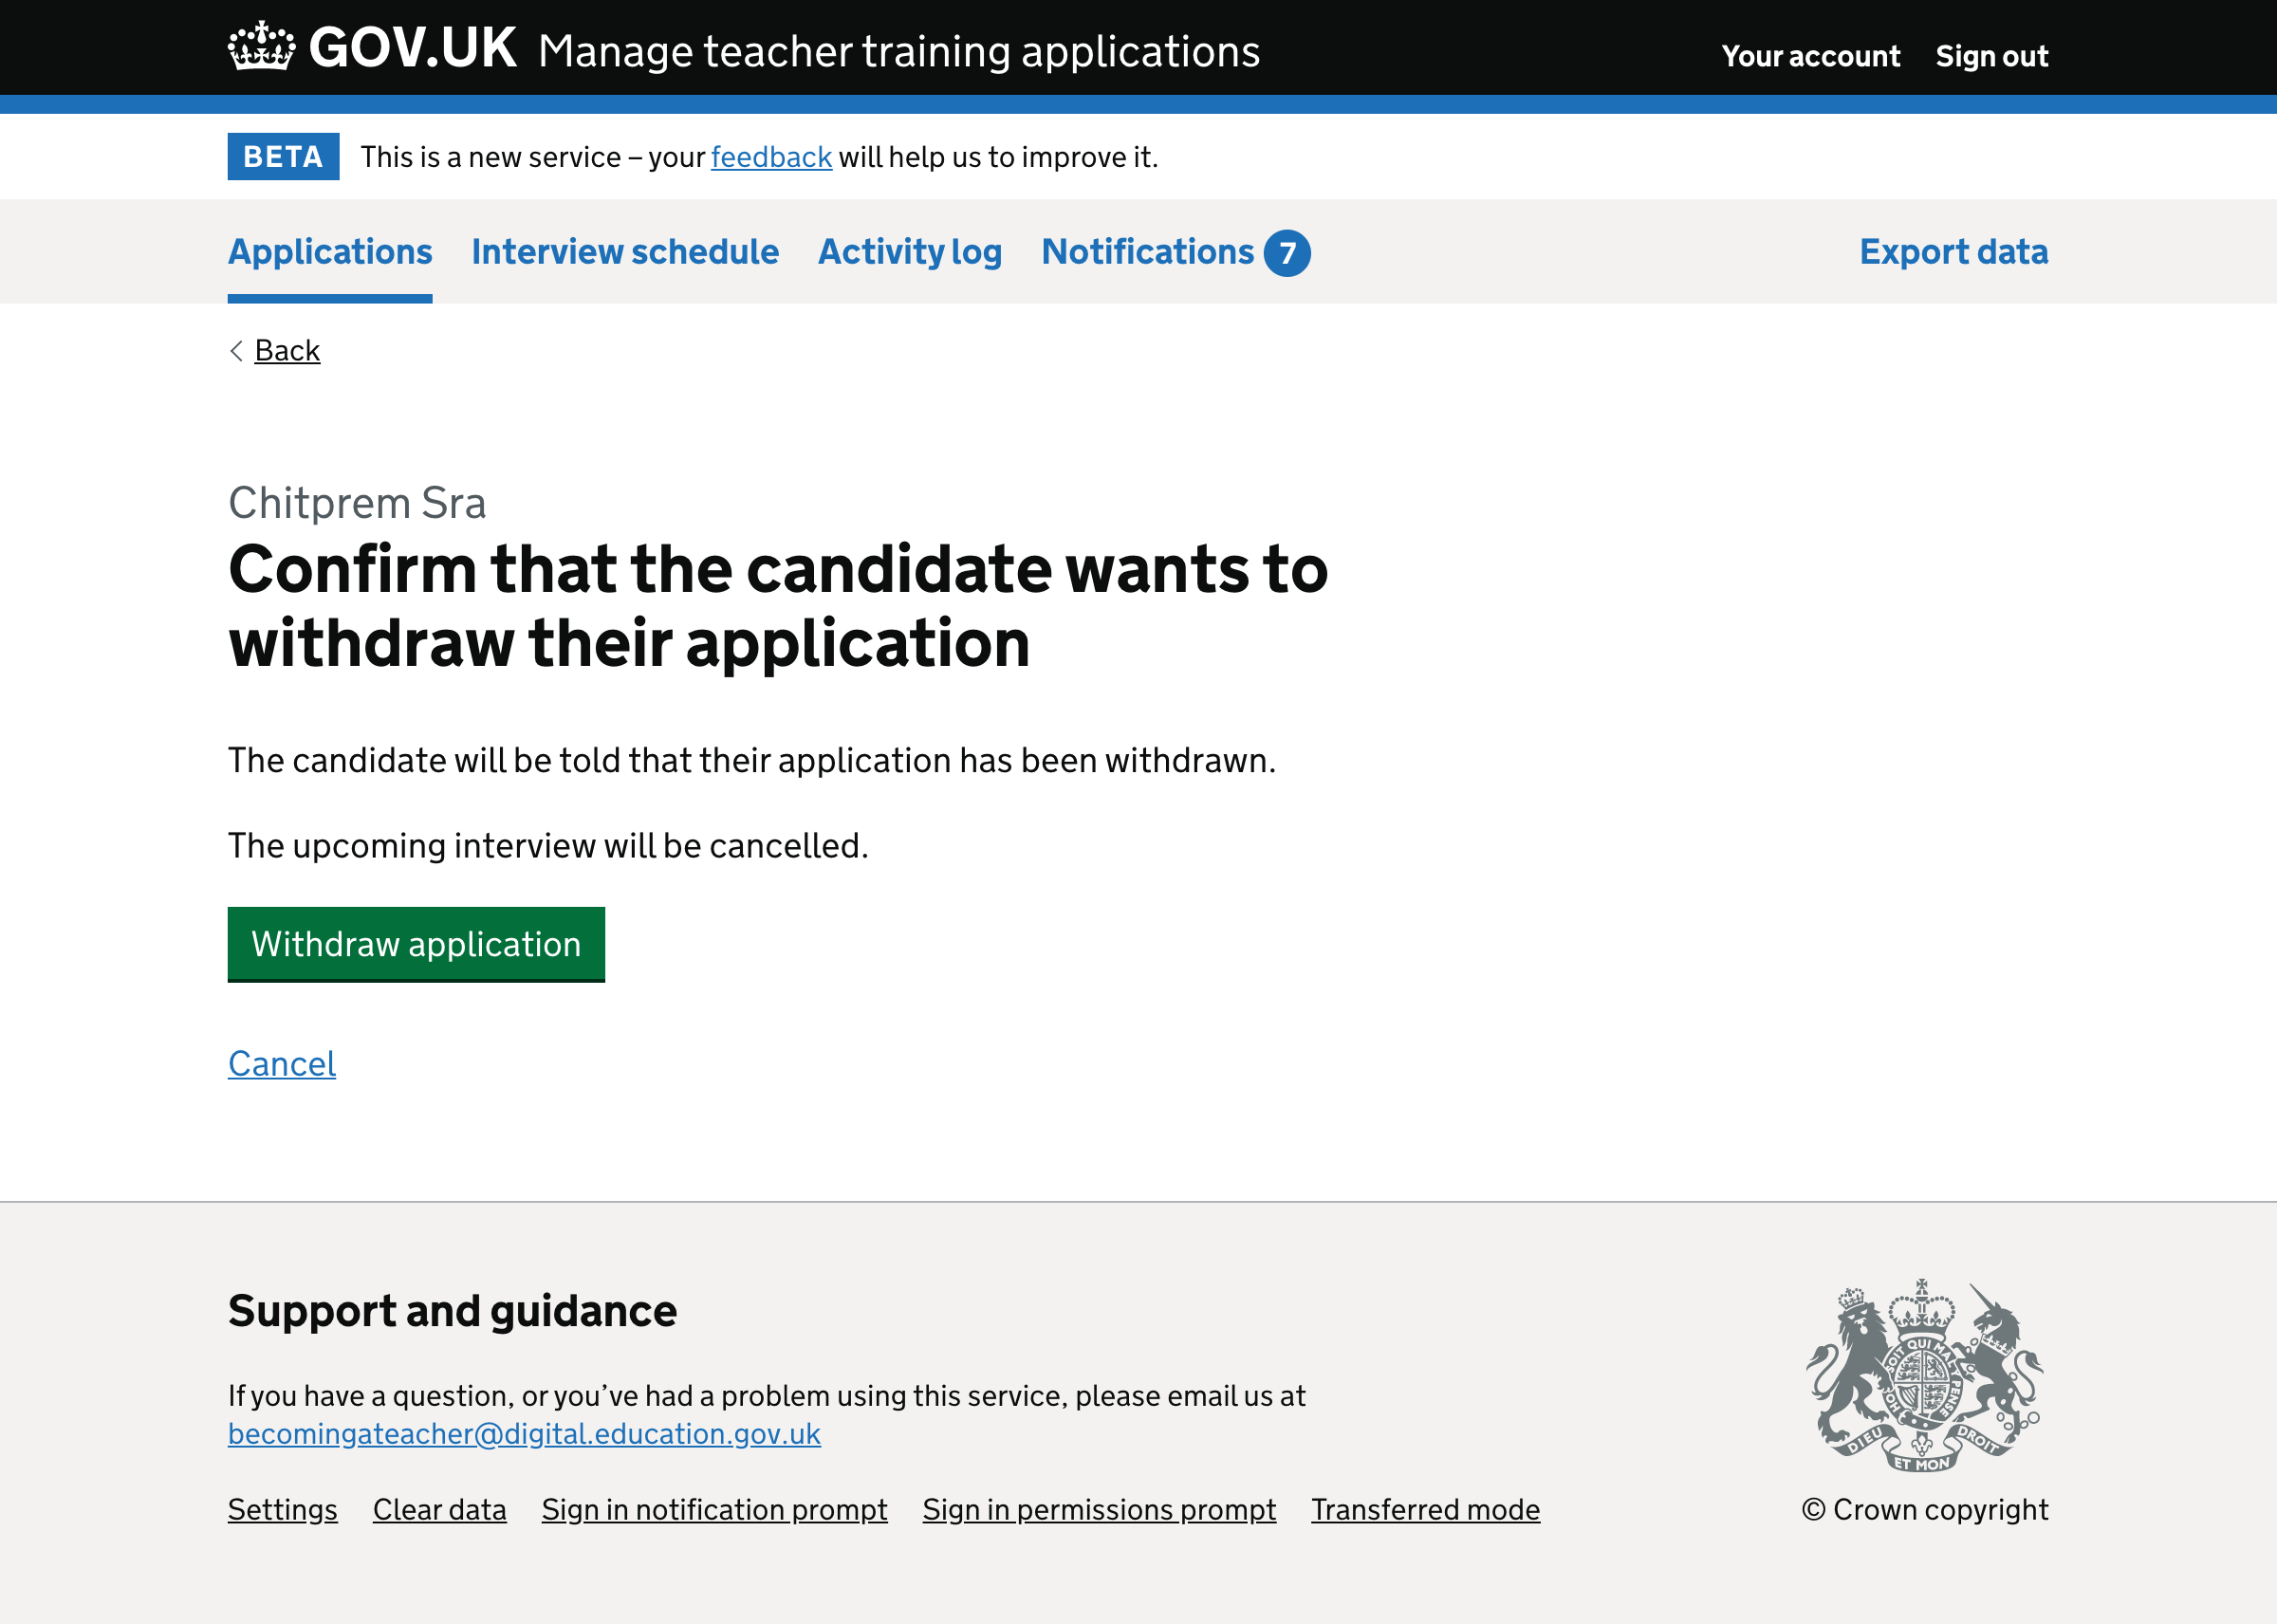 GOV.UK Manage teacher training applications Your account Sign out
BETA This is a new service – your feedback will help us to improve it.
Applications Interview schedule Activity log Notifications 7 Export data
Back
Chitprem Sra
Confirm that the candidate wants to
withdraw their application
The candidate will be told that their application has been withdrawn.
The upcoming interview will be cancelled.
Withdraw application
Cancel
Support and guidance
If you have a question, or you’ve had a problem using this service, please email us at
becomingateacher@digital.education.gov.uk
Settings Clear data Sign in notification prompt Sign in permissions prompt Transferred mode
SOIT QUI MAL Y PENSE
HON
DIEU ET MON DROIT
© Crown copyright